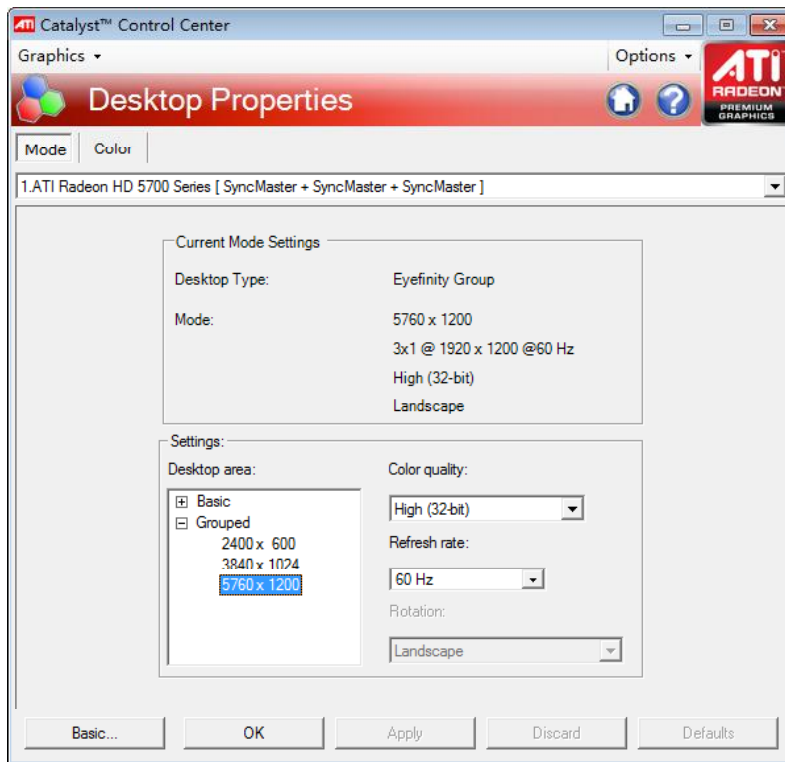 ATI Catalyst™ Control Center
Graphics
Options
ATI
RADEON
PREMIUM
GRAPHICS
Desktop Properties
Mode
Color
1.ATI Radeon HD 5700 Series [ SyncMaster + SyncMaster + SyncMaster ]
Current Mode Settings
Desktop Type: Eyefinity Group
Mode: 5760 x 1200
3x1 @ 1920 x 1200 @60 Hz
High (32-bit)
Landscape
Settings:
Desktop area:
Basic
Grouped
2400 x 600
3840 x 1024
5760 x 1200
Color quality:
High (32-bit)
Refresh rate:
60 Hz
Rotation:
Landscape
Basic...
OK
Apply
Discard
Defaults